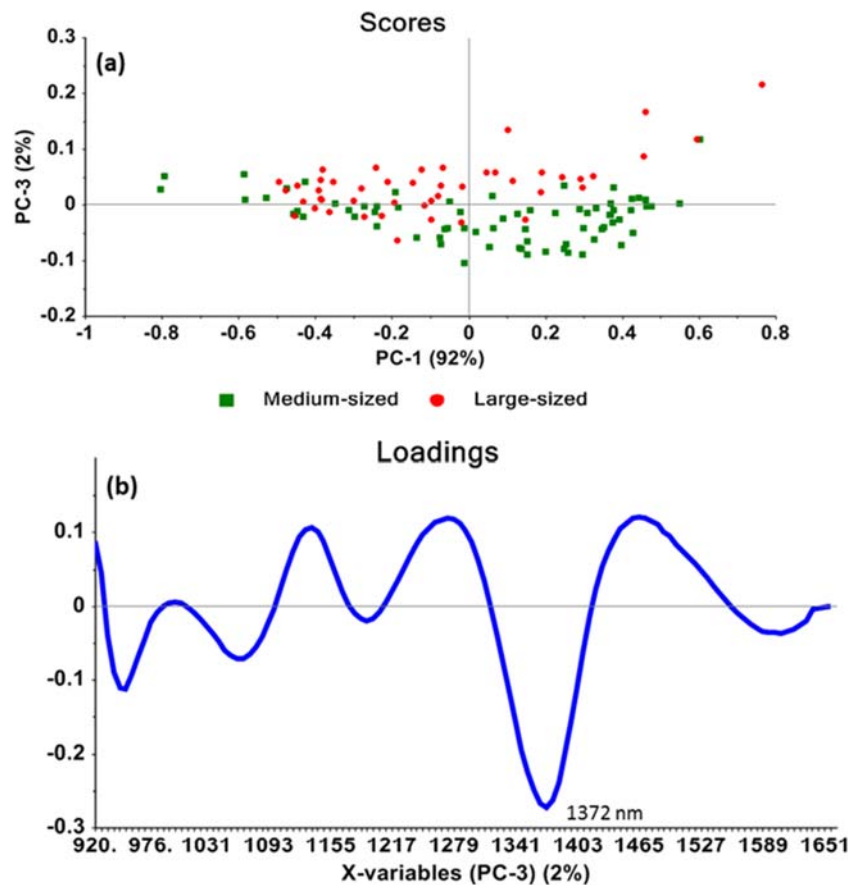 Scores
(a)
0.3
0.2
0.1
0
-0.1
-0.2
PC-3 (2%)
-1 -0.8 -0.6 -0.4 -0.2 0 0.2 0.4 0.6 0.8
PC-1 (92%)
Medium-sized Large-sized
Loadings
(b)
0.1
0
-0.1
-0.2
-0.3
1372 nm
920. 976. 1031 1093 1155 1217 1279 1341 1403 1465 1527 1589 1651
X-variables (PC-3) (2%)